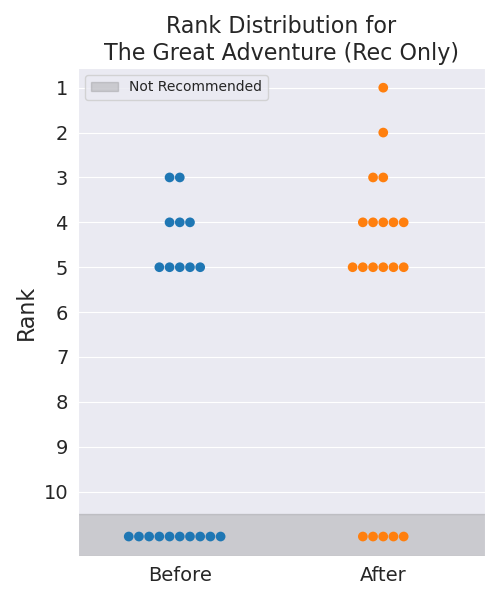 Rank Distribution for
The Great Adventure (Rec Only)
Not Recommended
Rank
1
2
3
4
5
6
7
8
9
10
Before After